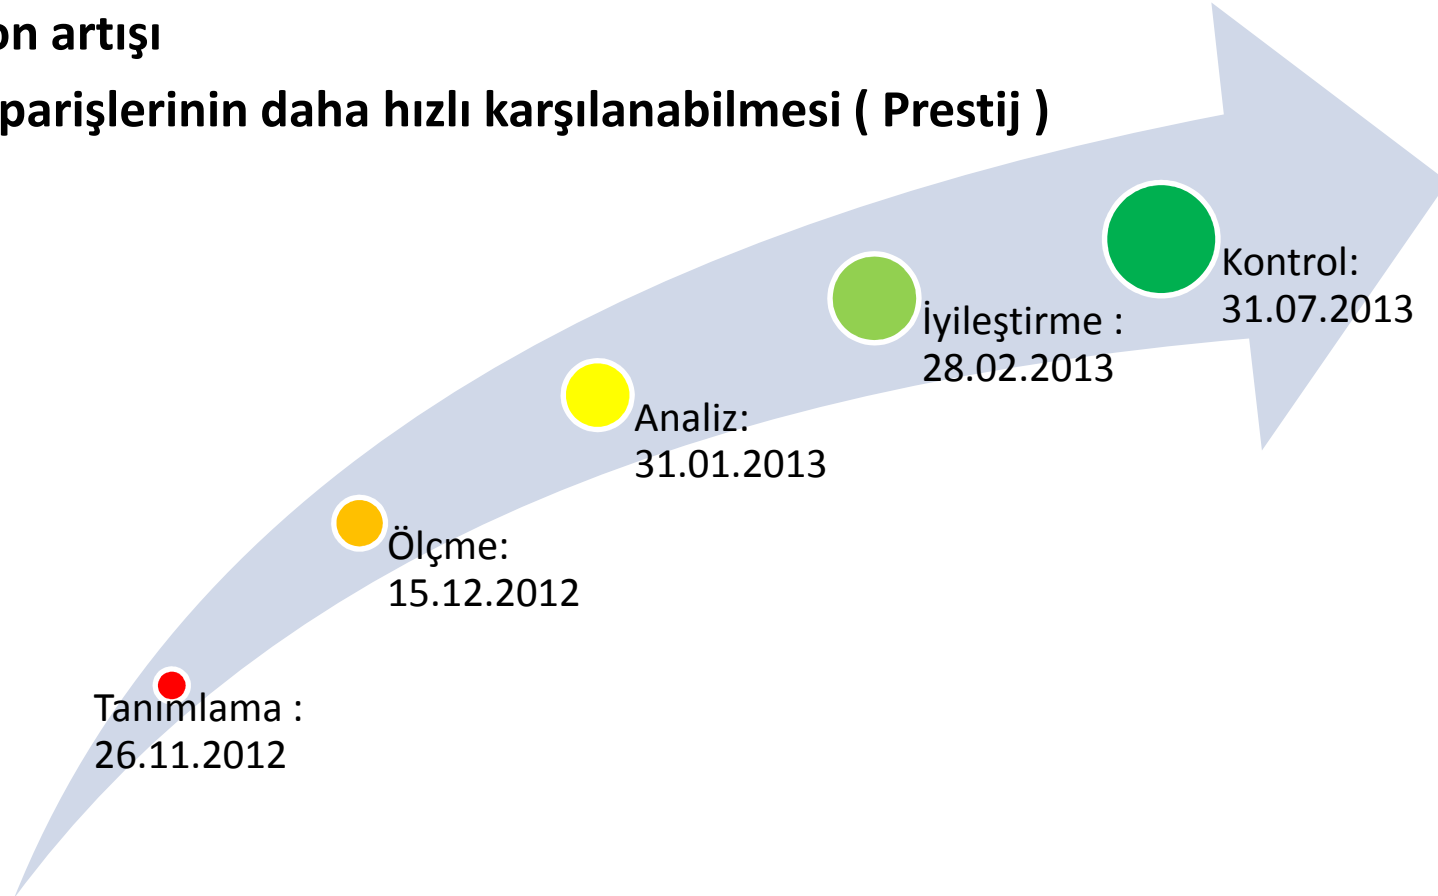 on artışı
parişlerinin daha hızlı karşılanabilmesi ( Prestij )
Kontrol:
31.07.2013
İyileştirme :
28.02.2013
Analiz:
31.01.2013
Ölçme:
15.12.2012
Tanımlama :
26.11.2012